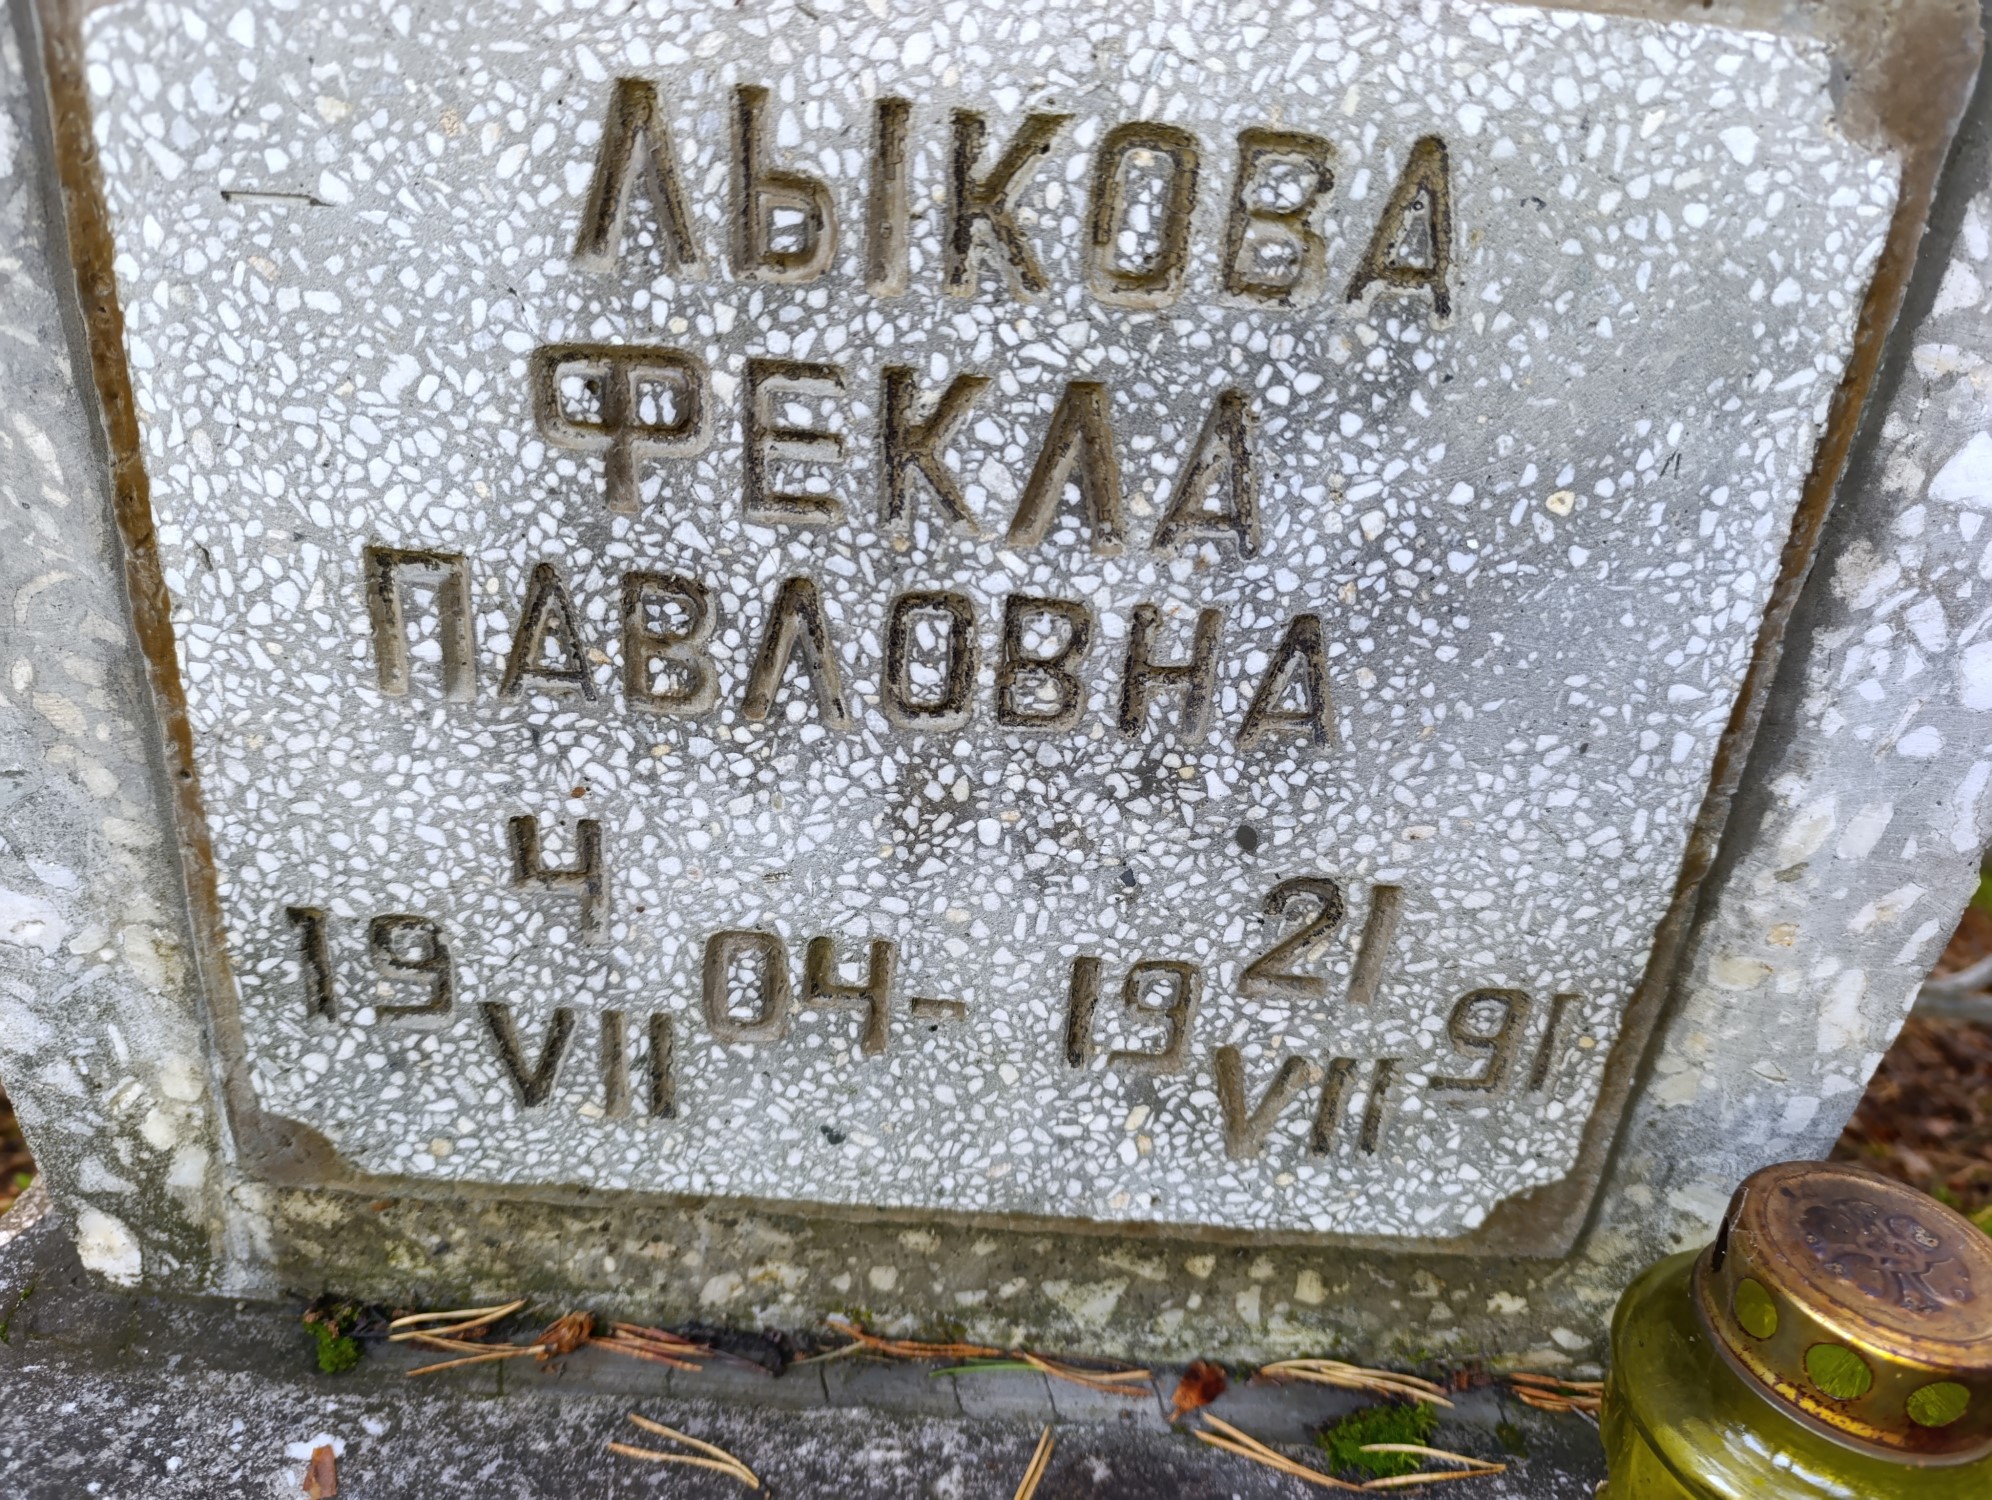 ЛЫКОВА
ФЕКЛА
ПАВЛОВНА
19 4 VII 04 - 19 21 VII 91